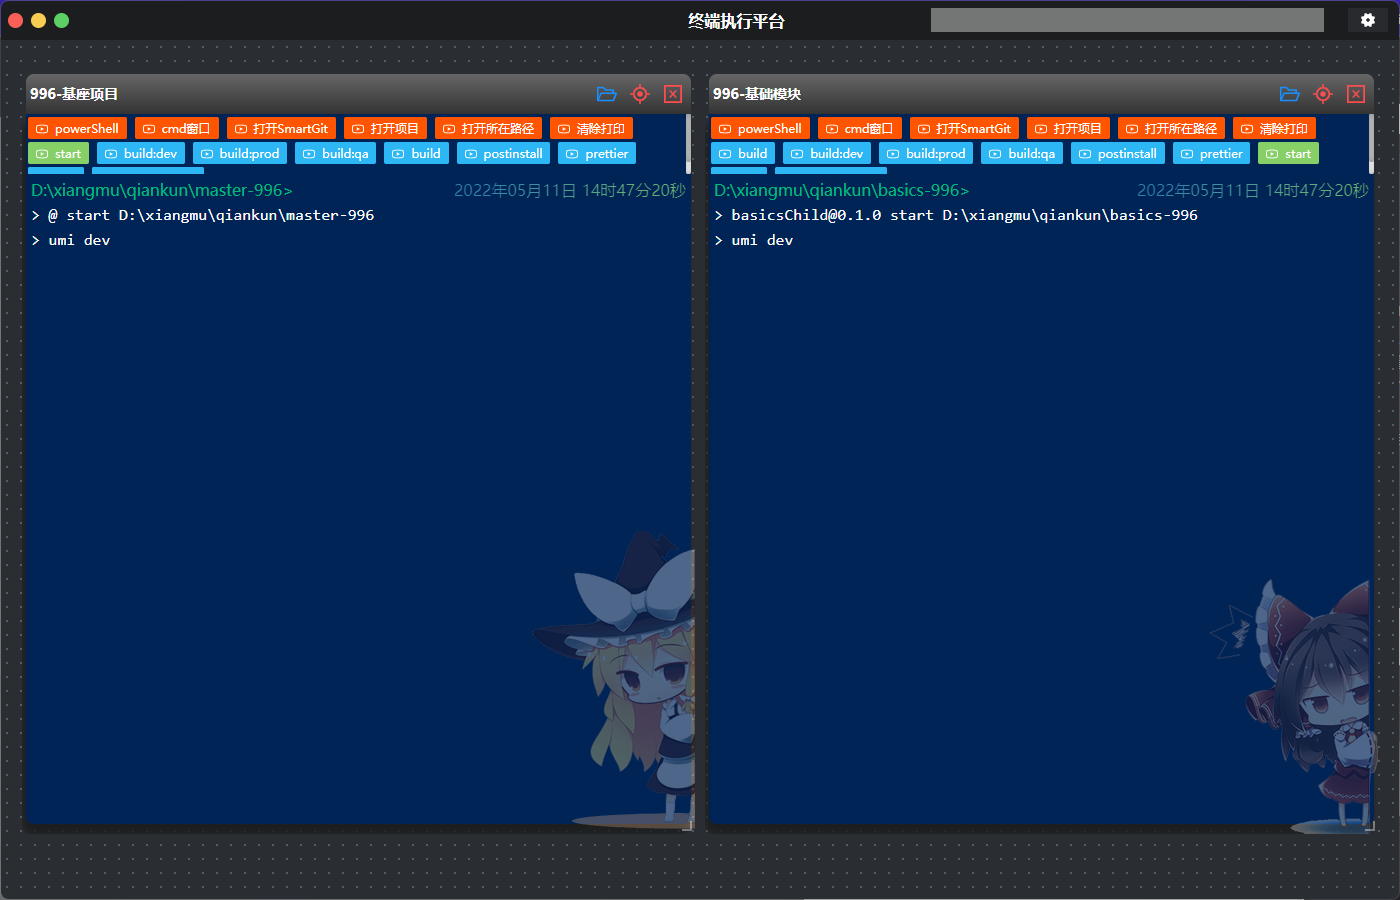 终端执行平台
996-基座项目
powerShell cmd窗口 打开SmartGit 打开项目 打开所在路径 清除打印
start build:dev build:prod build:qa build postinstall prettier
D:\xiangmu\qiankun\master-996> 2022年05月11日 14时47分20秒
> @ start D:\xiangmu\qiankun\master-996
> umi dev
996-基础模块
powerShell cmd窗口 打开SmartGit 打开项目 打开所在路径 清除打印
build build:dev build:prod build:qa postinstall prettier start
D:\xiangmu\qiankun\basics-996> 2022年05月11日 14时47分20秒
> basicsChild@0.1.0 start D:\xiangmu\qiankun\basics-996
> umi dev